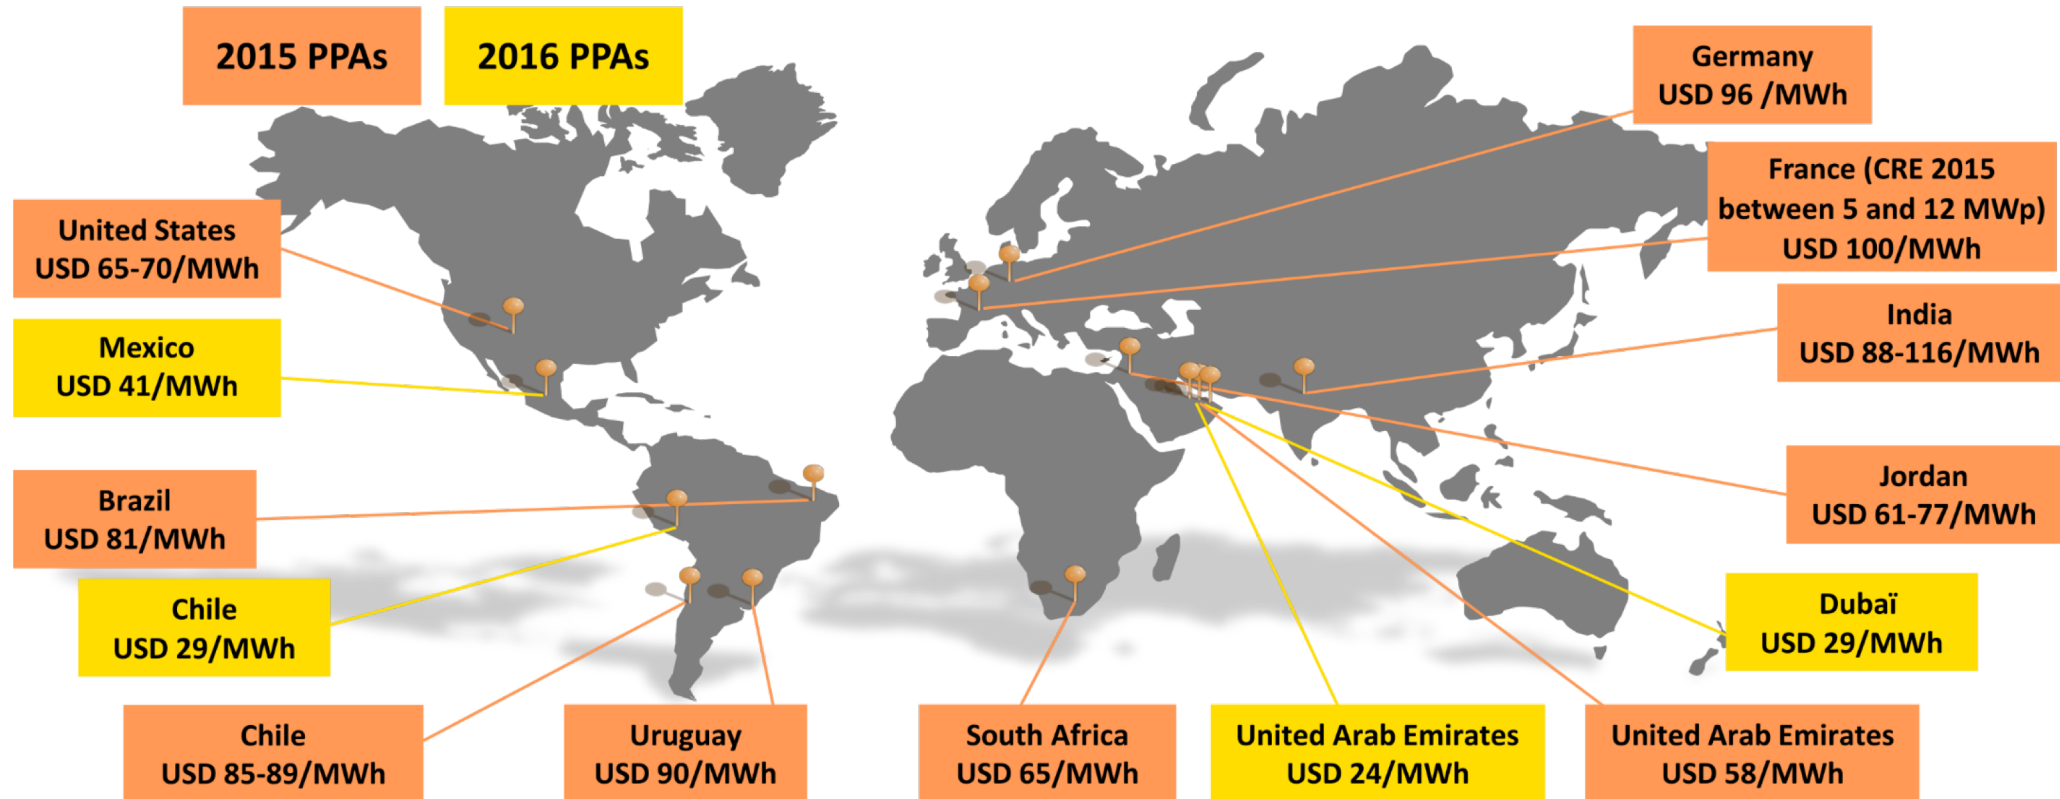 2015 PPAs
2016 PPAs
Germany
USD 96 /MWh
France (CRE 2015
between 5 and 12 MWp)
USD 100/MWh
United States
USD 65-70/MWh
India
USD 88-116/MWh
Mexico
USD 41/MWh
Brazil
USD 81/MWh
Jordan
USD 61-77/MWh
Chile
USD 29/MWh
Dubaï
USD 29/MWh
Chile
USD 85-89/MWh
Uruguay
USD 90/MWh
South Africa
USD 65/MWh
United Arab Emirates
USD 24/MWh
United Arab Emirates
USD 58/MWh